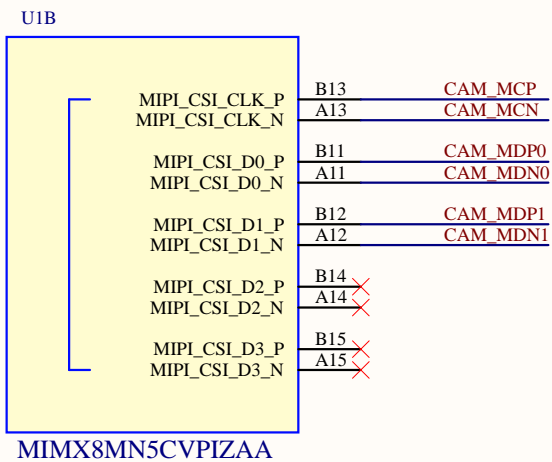 U1B
MIPI_CSI_CLK_P B13 CAM_MCP
MIPI_CSI_CLK_N A13 CAM_MCN
MIPI_CSI_D0_P B11 CAM_MDP0
MIPI_CSI_D0_N A11 CAM_MDN0
MIPI_CSI_D1_P B12 CAM_MDP1
MIPI_CSI_D1_N A12 CAM_MDN1
MIPI_CSI_D2_P B14
MIPI_CSI_D2_N A14
MIPI_CSI_D3_P B15
MIPI_CSI_D3_N A15
MIMX8MN5CVPIZAA